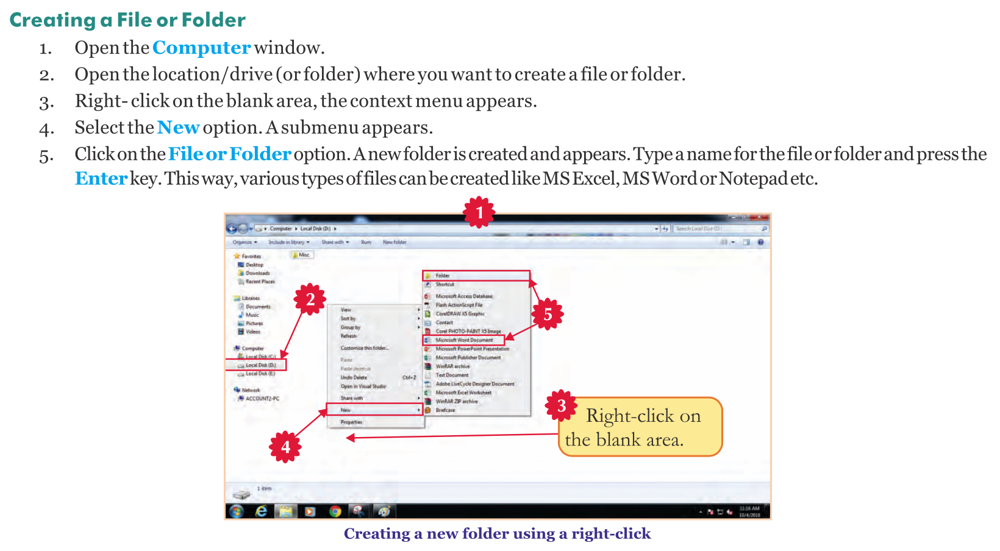 Creating a File or Folder
1. Open the Computer window.
2. Open the location/drive (or folder) where you want to create a file or folder.
3. Right- click on the blank area, the context menu appears.
4. Select the New option. A submenu appears.
5. Click on the File or Folder option. A new folder is created and appears. Type a name for the file or folder and press the
Enter key. This way, various types of files can be created like MS Excel, MS Word or Notepad etc.
1
Computer Local Disk (D:)
Search Local Disk (D:)
Organize Include in library Share with Burn New folder
Favorites
Desktop
Downloads
Recent Places
Libraries
Documents
Music
Pictures
Videos
Computer
Local Disk (C:)
Local Disk (D:)
Local Disk (E:)
Network
ACCOUNT2-PC
Misc
2
View
Sort by
Group by
Refresh
Customize this folder...
Paste
Paste shortcut
Undo Delete Ctrl+Z
Open in Visual Studio
Share with
New
Properties
Folder
Shortcut
Microsoft Access Database
Flash ActionScript File
CorelDRAW X5 Graphic
Contact
Corel PHOTO-PAINT X5 Image
Microsoft Word Document
Microsoft PowerPoint Presentation
Microsoft Publisher Document
WinRAR archive
Text Document
Adobe LiveCycle Designer Document
Microsoft Excel Worksheet
WinRAR ZIP archive
Briefcase
5
3
Right-click on
the blank area.
4
1 item
11:16 AM
10/4/2018
Creating a new folder using a right-click